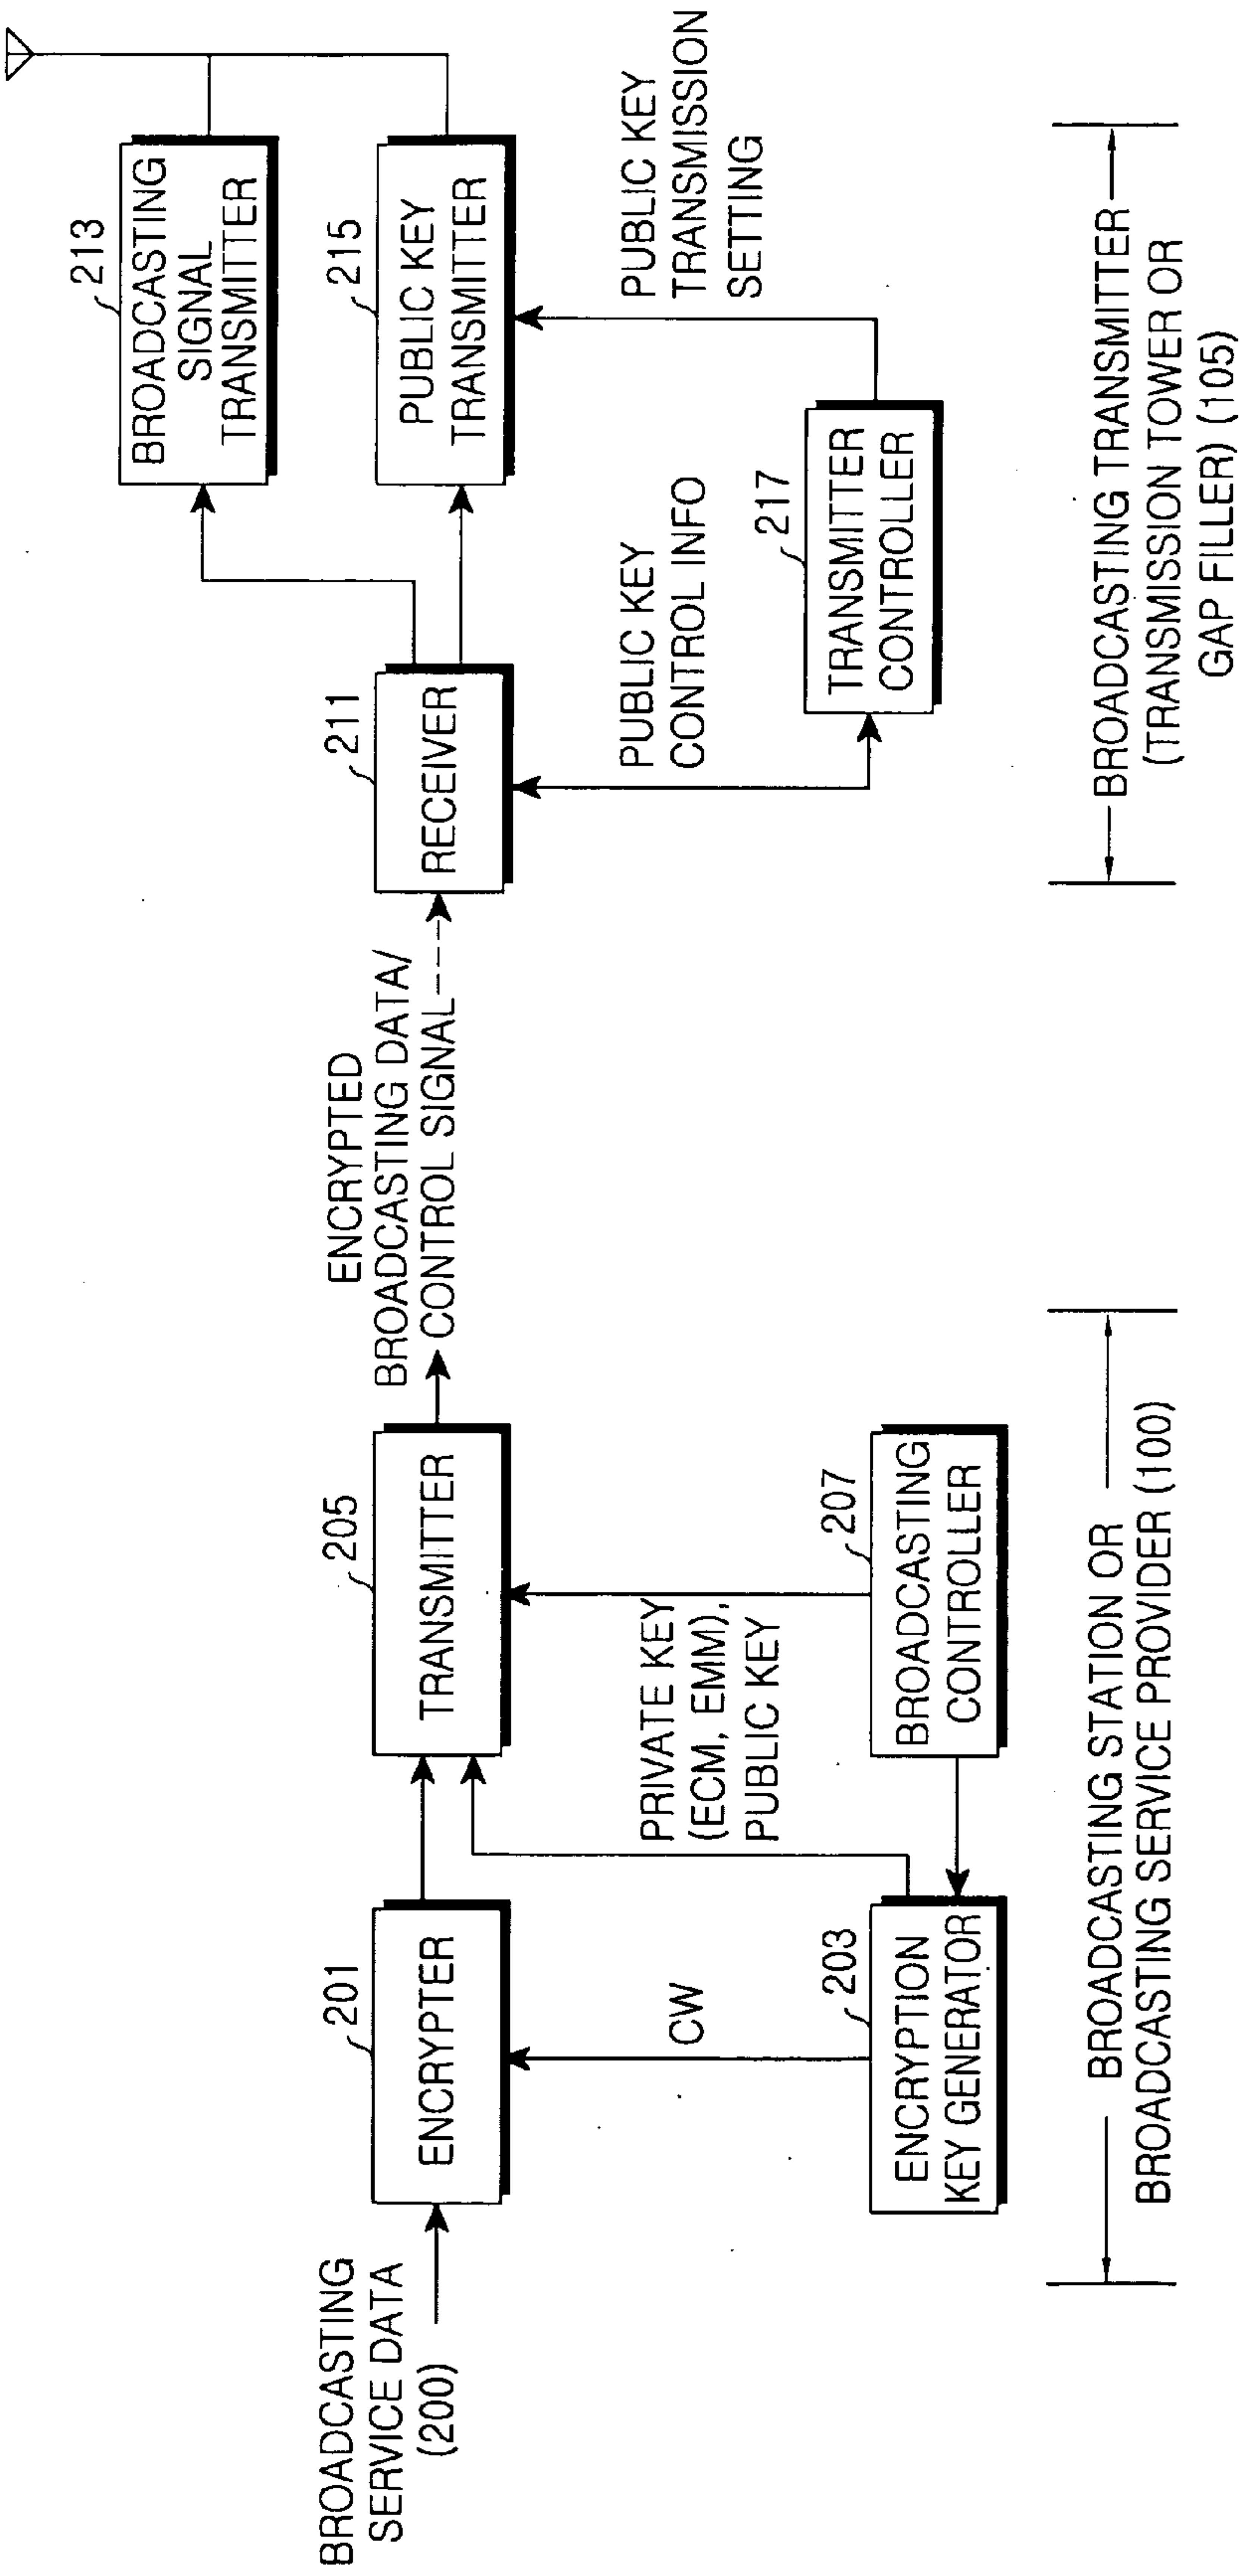 BROADCASTING
SERVICE DATA
(200)
201
ENCRYPTER
CW
203
ENCRYPTION
KEY GENERATOR
205
TRANSMITTER
PRIVATE KEY
(ECM, EMM),
PUBLIC KEY
207
BROADCASTING
CONTROLLER
BROADCASTING STATION OR
BROADCASTING SERVICE PROVIDER (100)
ENCRYPTED
BROADCASTING DATA/
CONTROL SIGNAL
211
RECEIVER
213
BROADCASTING
SIGNAL
TRANSMITTER
215
PUBLIC KEY
TRANSMITTER
PUBLIC KEY
CONTROL INFO
PUBLIC KEY
TRANSMISSION
SETTING
217
TRANSMITTER
CONTROLLER
BROADCASTING TRANSMITTER
(TRANSMISSION TOWER OR
GAP FILLER) (105)